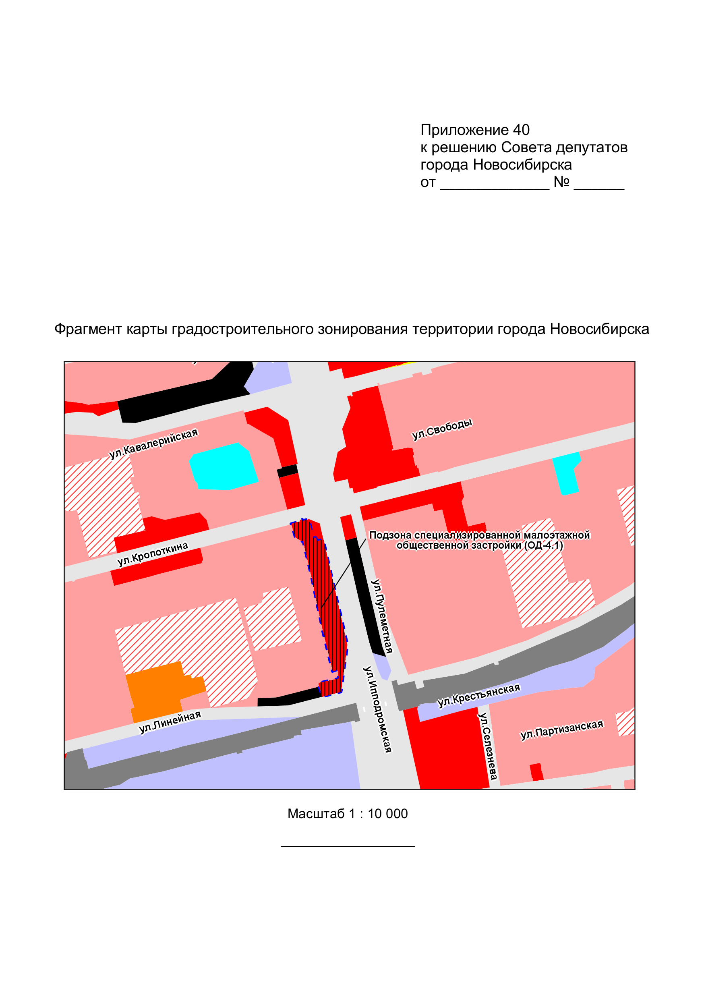 Приложение 40
к решению Совета депутатов
города Новосибирска
от _____________ № ______
Фрагмент карты градостроительного зонирования территории города Новосибирска
ул.Свободы
ул.Кавалерийская
Подзона специализированной малоэтажной
общественной застройки (ОД-4.1)
ул.Кропоткина
ул.Пулеметная
ул.Ипподромская
ул.Крестьянская
ул.Линейная
ул.Селезнева
ул.Партизанская
Масштаб 1 : 10 000